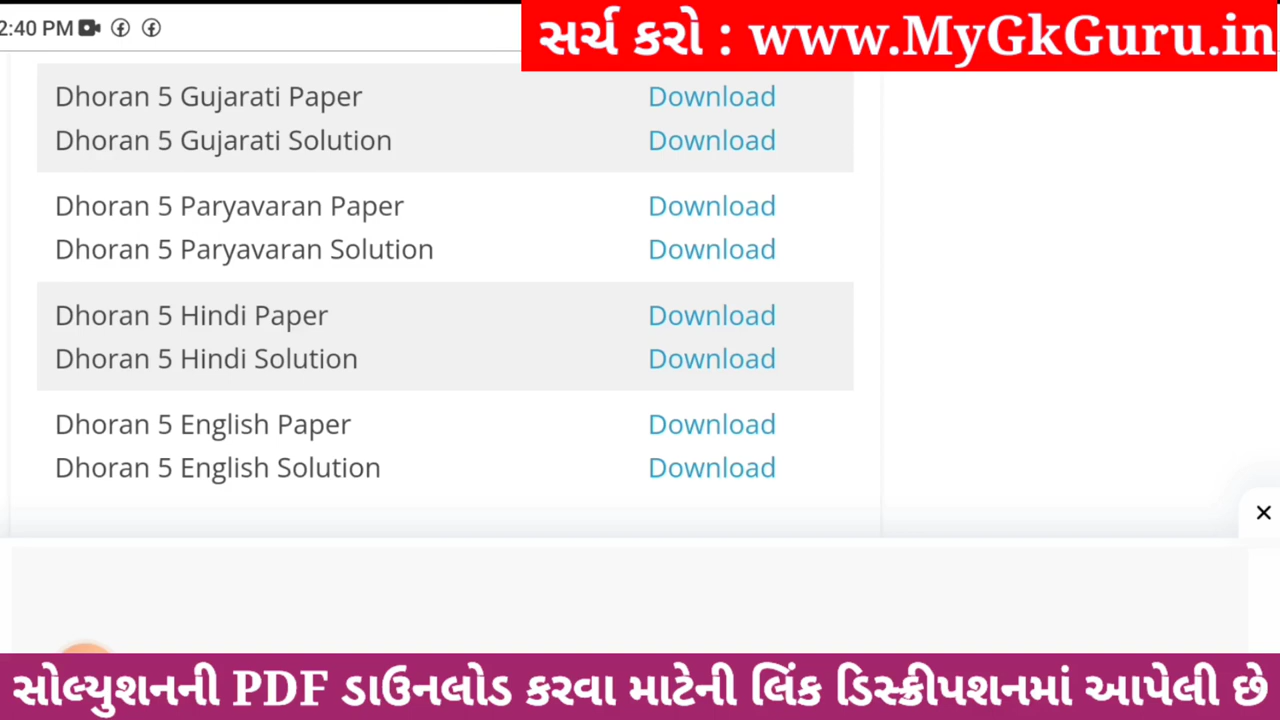 2:40 PM
સર્ચ કરો : www.MyGkGuru.in
Dhoran 5 Gujarati Paper Download
Dhoran 5 Gujarati Solution Download
Dhoran 5 Paryavaran Paper Download
Dhoran 5 Paryavaran Solution Download
Dhoran 5 Hindi Paper Download
Dhoran 5 Hindi Solution Download
Dhoran 5 English Paper Download
Dhoran 5 English Solution Download
સોલ્યુશનની PDF ડાઉનલોડ કરવા માટેની લિંક ડિસ્ક્રીપશનમાં આપેલી છે